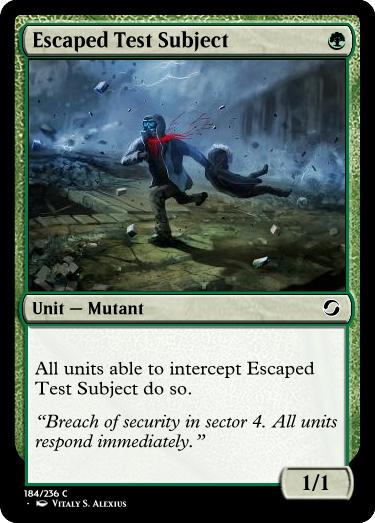 Escaped Test Subject
Unit — Mutant
All units able to intercept Escaped
Test Subject do so.
“Breach of security in sector 4. All units
respond immediately.”
1/1
184/236 C
· Vitaly S. Alexius